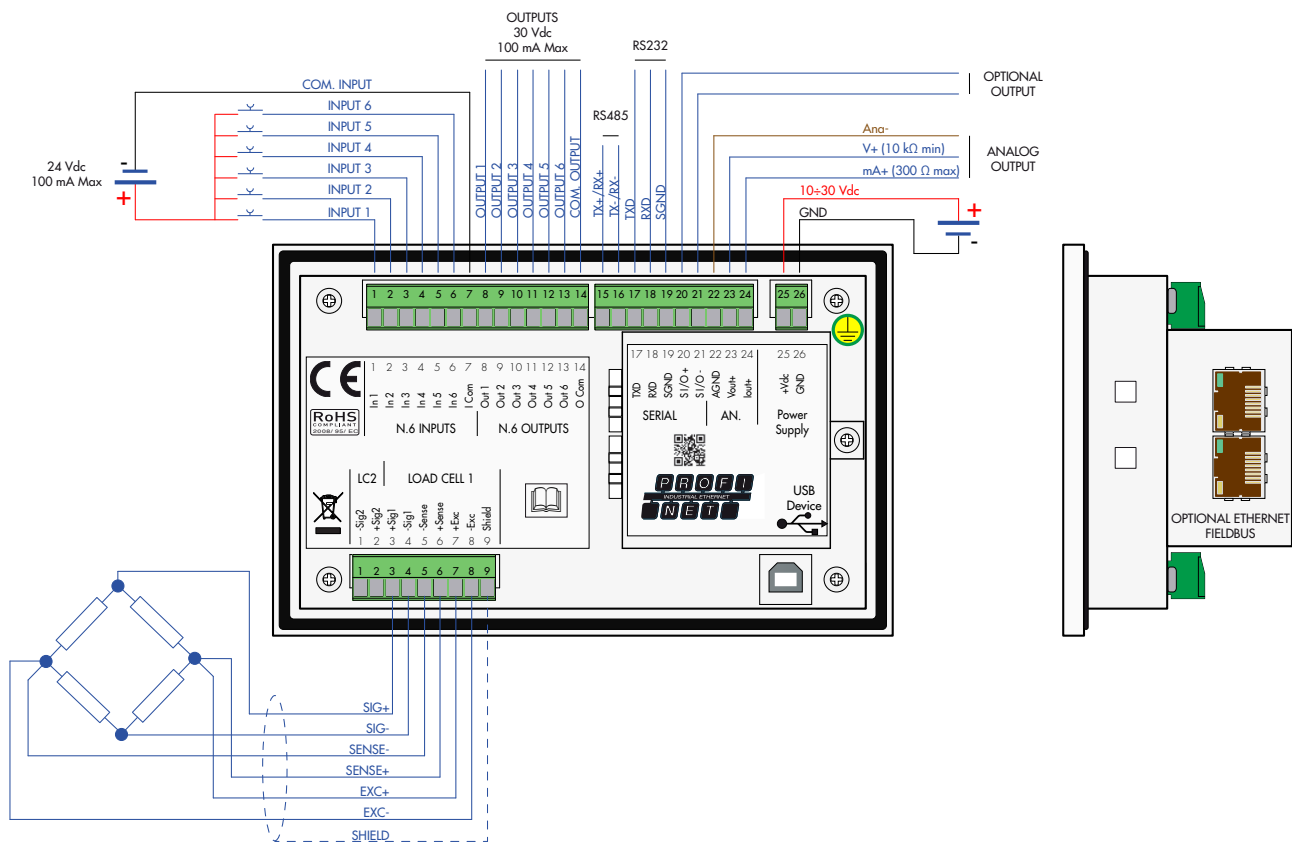 OUTPUTS
30 Vdc
100 mA Max
RS232
COM. INPUT
INPUT 6
INPUT 5
INPUT 4
INPUT 3
INPUT 2
INPUT 1
24 Vdc
100 mA Max
-
+
RS485
OUTPUT 1
OUTPUT 2
OUTPUT 3
OUTPUT 4
OUTPUT 5
OUTPUT 6
COM. OUTPUT
TX+/RX+
TX-/RX-
TXD
RXD
SGND
OPTIONAL
OUTPUT
Ana-
V+ (10 kΩ min)
mA+ (300 Ω max)
ANALOG
OUTPUT
10÷30 Vdc
GND
+
-
1 2 3 4 5 6 7 8 9 10 11 12 13 14
15 16 17 18 19 20 21 22 23 24
25 26
CE
RoHS
COMPLIANT
2008/95/EC
1 2 3 4 5 6 7 8 9 10 11 12 13 14
In 1
In 2
In 3
In 4
In 5
In 6
I Com
Out 1
Out 2
Out 3
Out 4
Out 5
Out 6
O Com
N.6 INPUTS
N.6 OUTPUTS
LC2
LOAD CELL 1
-Sig2
+Sig2
+Sig1
-Sig1
-Sense
+Sense
+Exc
-Exc
Shield
1 2 3 4 5 6 7 8 9
17 18 19 20 21 22 23 24 25 26
TXD
RXD
SGND
S1/O +
S1/O -
AGND
Vout+
Iout+
+Vdc
GND
SERIAL
AN.
Power
Supply
PROFI
INDUSTRIAL ETHERNET
NET
USB
Device
1 2 3 4 5 6 7 8 9
OPTIONAL ETHERNET
FIELDBUS
SIG+
SIG-
SENSE-
SENSE+
EXC+
EXC-
SHIELD